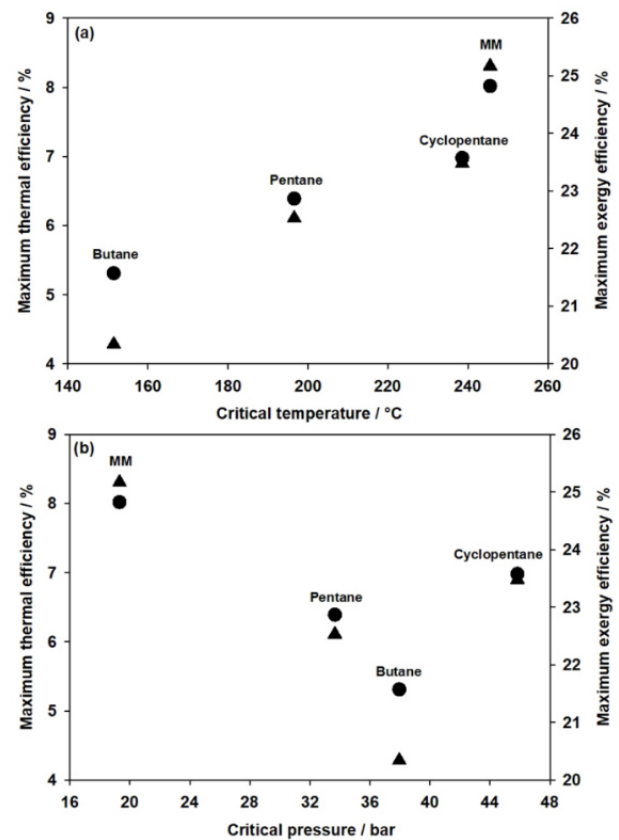 (a)
Maximum thermal efficiency / %
9
8
7
6
5
4
Maximum exergy efficiency / %
26
25
24
23
22
21
20
MM
Cyclopentane
Pentane
Butane
140 160 180 200 220 240 260
Critical temperature / °C
(b)
Maximum thermal efficiency / %
9
8
7
6
5
4
Maximum exergy efficiency / %
26
25
24
23
22
21
20
MM
Cyclopentane
Pentane
Butane
16 20 24 28 32 36 40 44 48
Critical pressure / bar